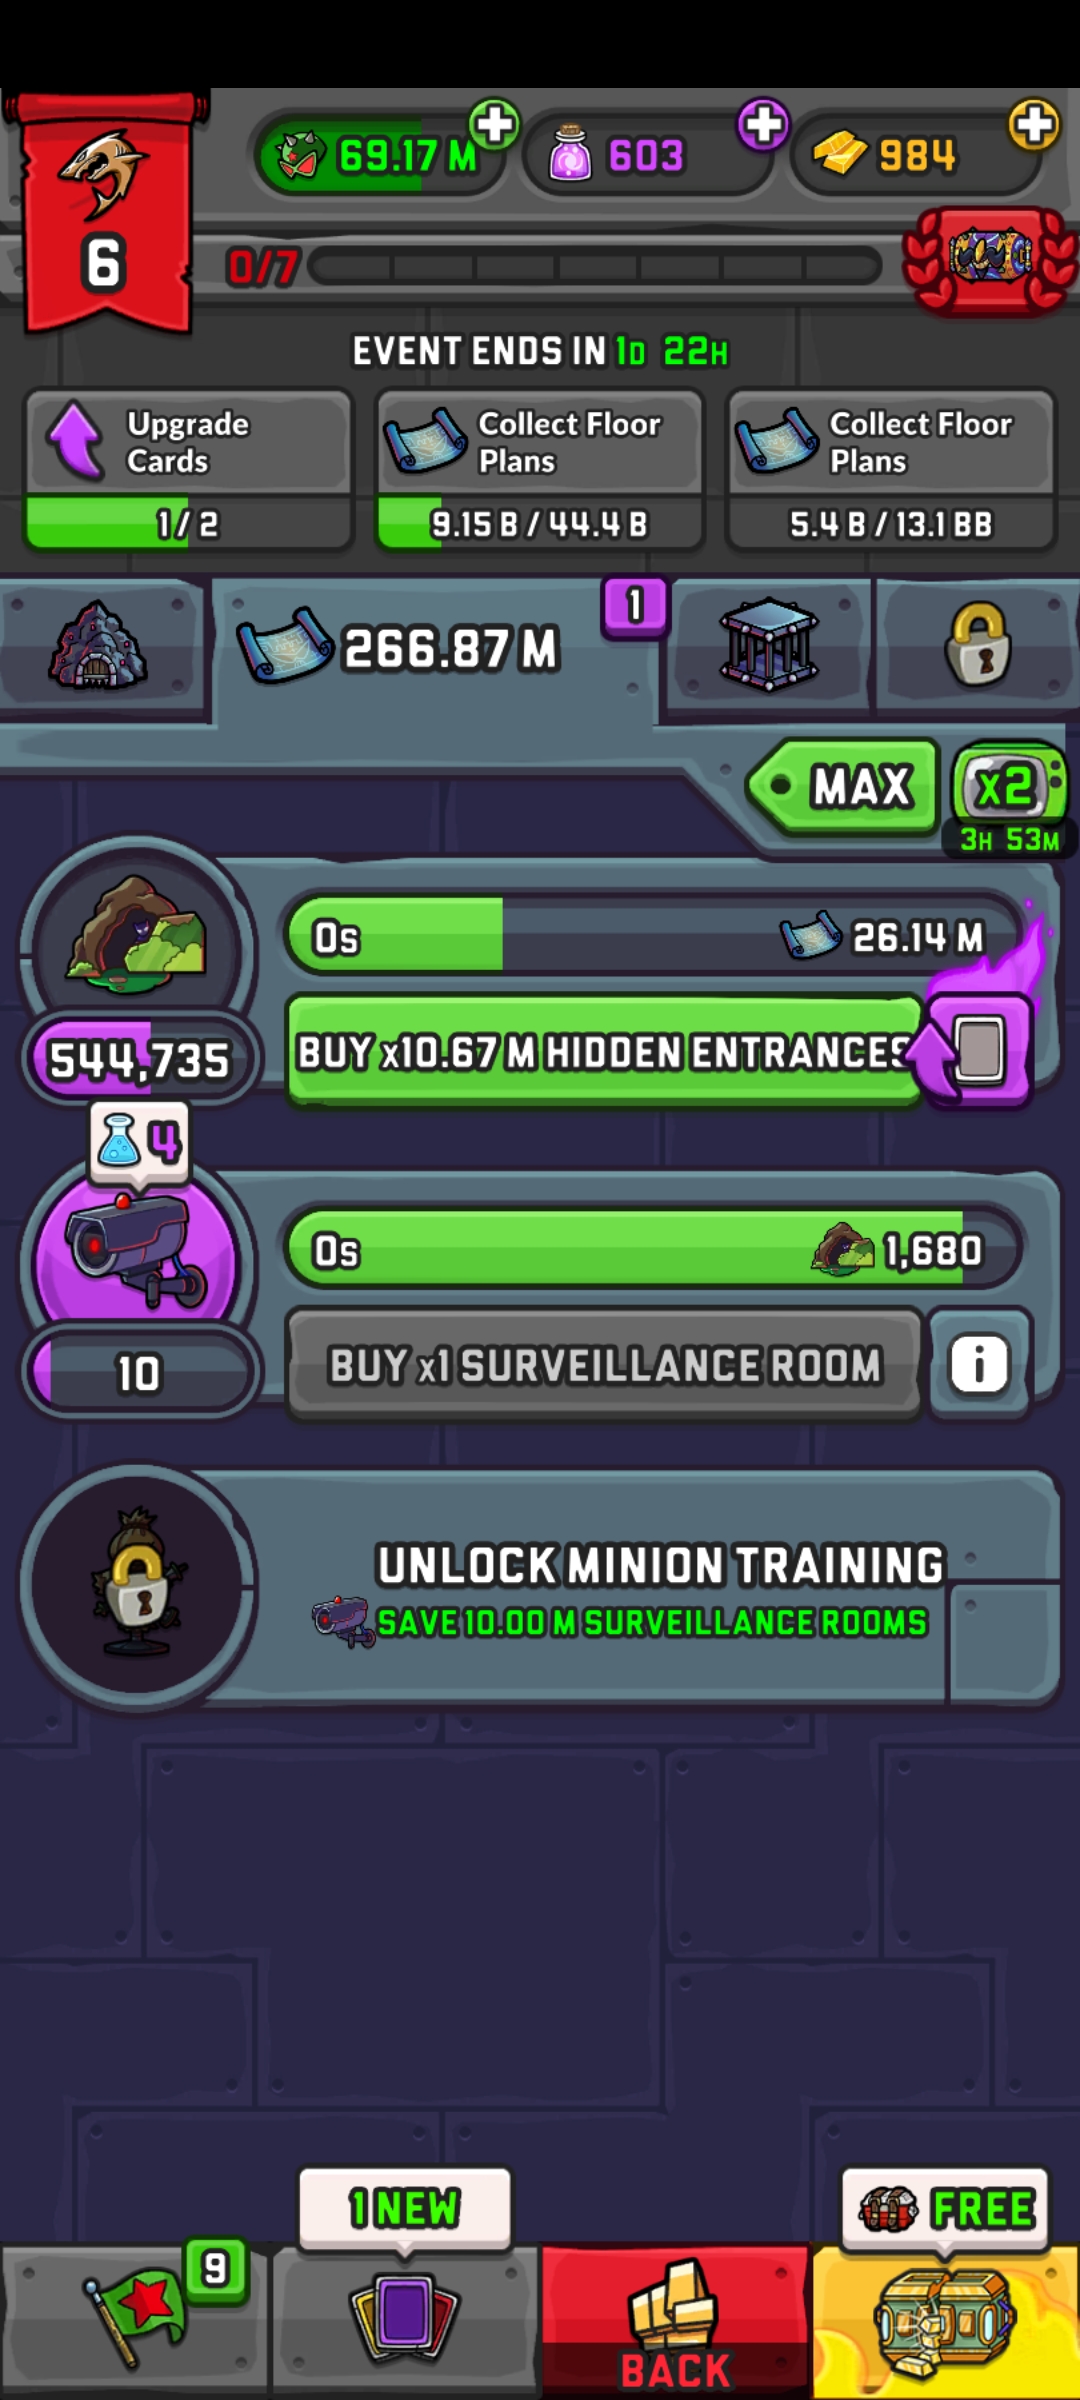 69.17 M
603
984
6
0/7
EVENT ENDS IN 1D 22H
Upgrade
Cards
1 / 2
Collect Floor
Plans
9.15 B / 44.4 B
Collect Floor
Plans
5.4 B / 13.1 BB
266.87 M
1
MAX
x2
3H 53M
0s
26.14 M
544,735
BUY x10.67 M HIDDEN ENTRANCES
4
0s
1,680
10
BUY x1 SURVEILLANCE ROOM
i
UNLOCK MINION TRAINING
SAVE 10.00 M SURVEILLANCE ROOMS
1 NEW
FREE
9
BACK